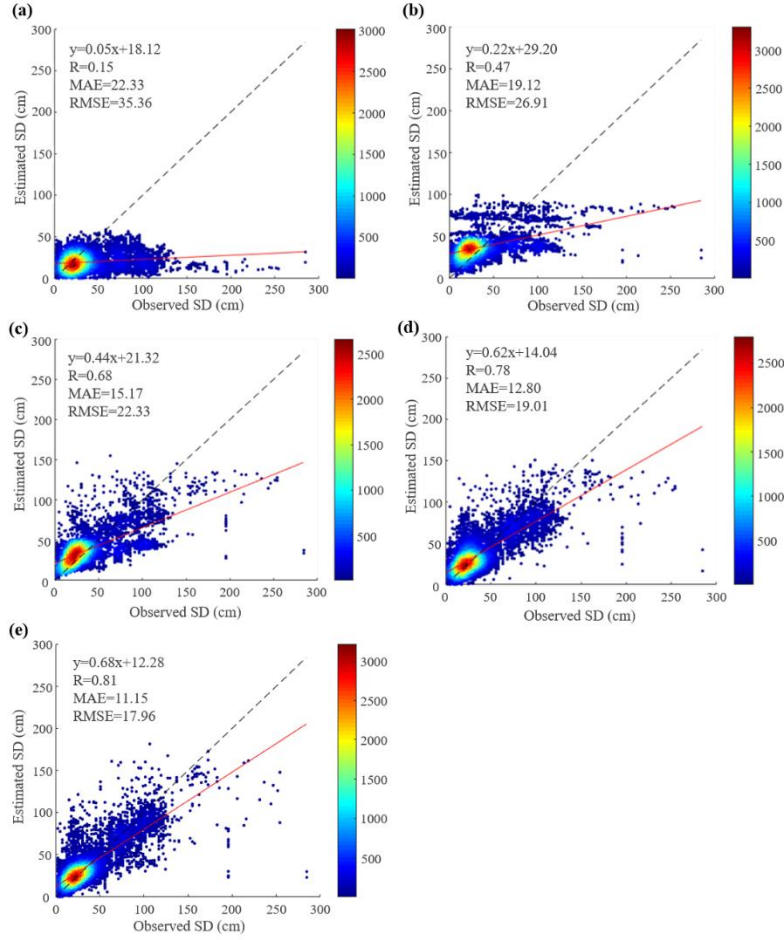 (a)
y=0.05x+18.12
R=0.15
MAE=22.33
RMSE=35.36
Estimated SD (cm)
300
250
200
150
100
50
0
0 50 100 150 200 250 300
Observed SD (cm)
3000
2500
2000
1500
1000
500
(b)
y=0.22x+29.20
R=0.47
MAE=19.12
RMSE=26.91
Estimated SD (cm)
300
250
200
150
100
50
0
0 50 100 150 200 250 300
Observed SD (cm)
3000
2500
2000
1500
1000
500
(c)
y=0.44x+21.32
R=0.68
MAE=15.17
RMSE=22.33
Estimated SD (cm)
300
250
200
150
100
50
0
0 50 100 150 200 250 300
Observed SD (cm)
2500
2000
1500
1000
500
(d)
y=0.62x+14.04
R=0.78
MAE=12.80
RMSE=19.01
Estimated SD (cm)
300
250
200
150
100
50
0
0 50 100 150 200 250 300
Observed SD (cm)
2500
2000
1500
1000
500
(e)
y=0.68x+12.28
R=0.81
MAE=11.15
RMSE=17.96
Estimated SD (cm)
300
250
200
150
100
50
0
0 50 100 150 200 250 300
Observed SD (cm)
3000
2500
2000
1500
1000
500